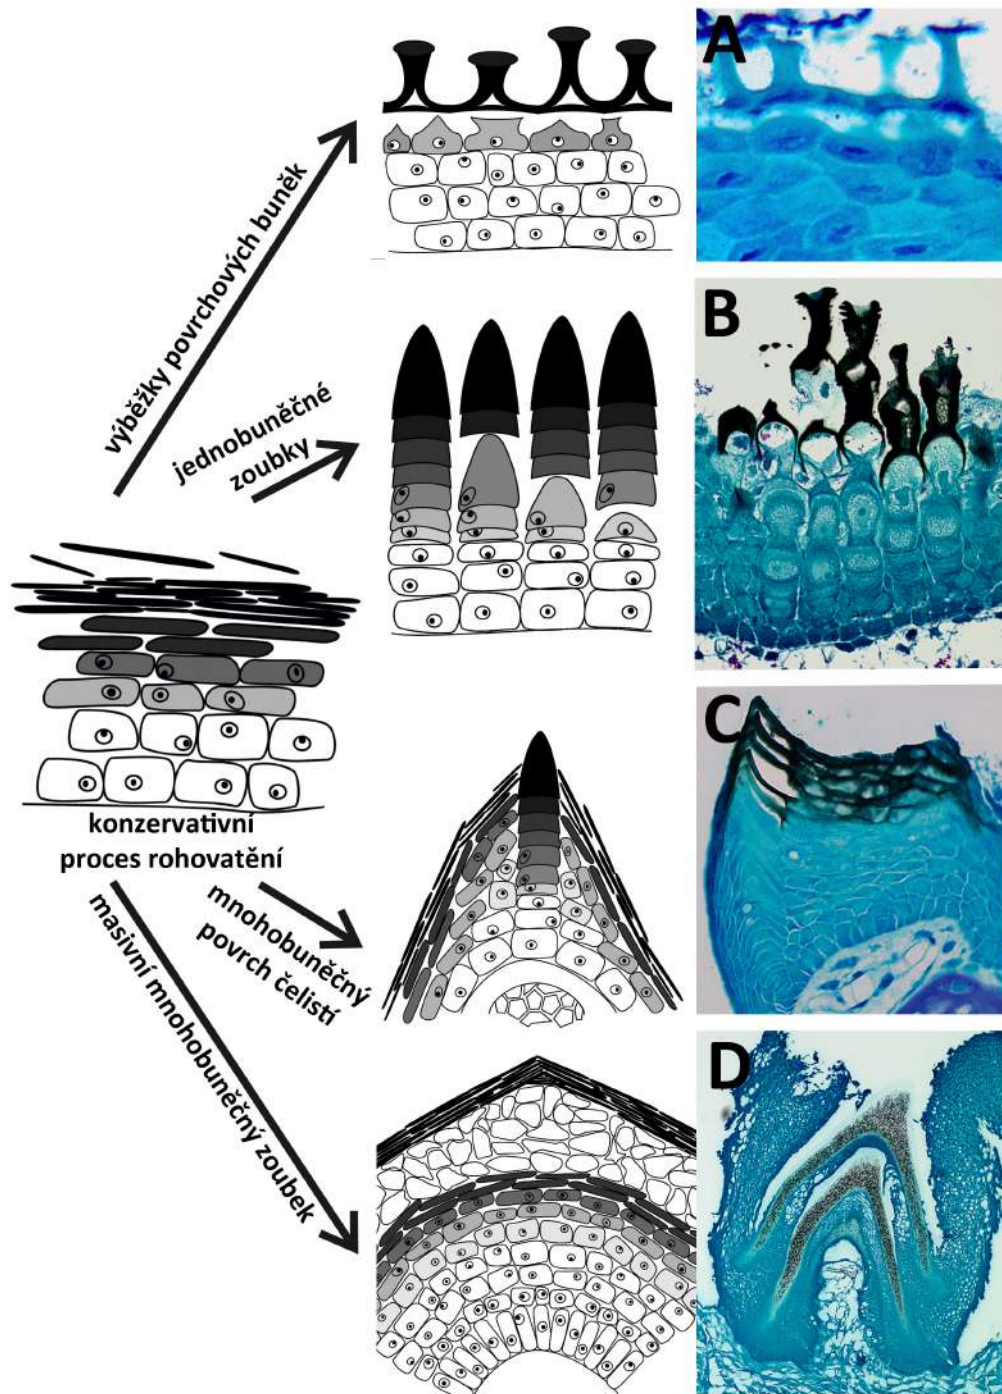 A
výběžky povrchových buněk
B
jednobuněčné
zoubky
konzervativní
proces rohovatění
C
mnohobuněčný
povrch čelistí
D
masivní mnohobuněčný zoubek